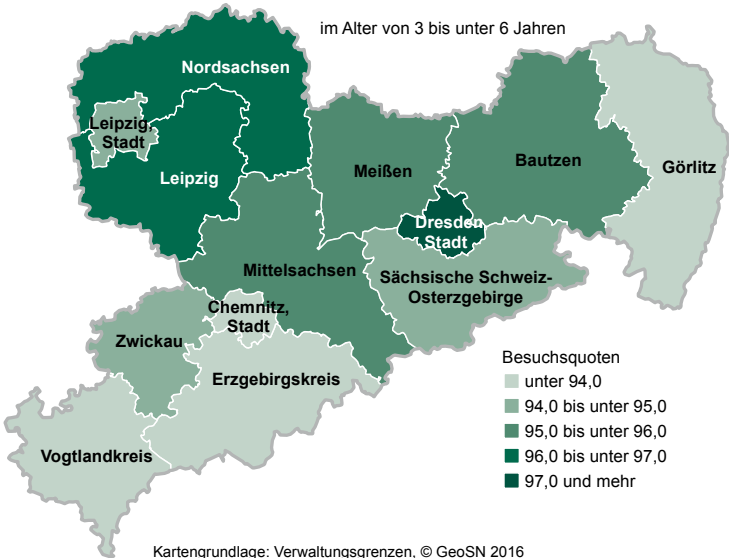 im Alter von 3 bis unter 6 Jahren
Nordsachsen
Leipzig,
Stadt
Leipzig
Meißen
Bautzen
Görlitz
Dresden
Stadt
Mittelsachsen
Sächsische Schweiz-
Osterzgebirge
Chemnitz,
Stadt
Zwickau
Erzgebirgskreis
Vogtlandkreis
Besuchsquoten
unter 94,0
94,0 bis unter 95,0
95,0 bis unter 96,0
96,0 bis unter 97,0
97,0 und mehr
Kartengrundlage: Verwaltungsgrenzen, © GeoSN 2016